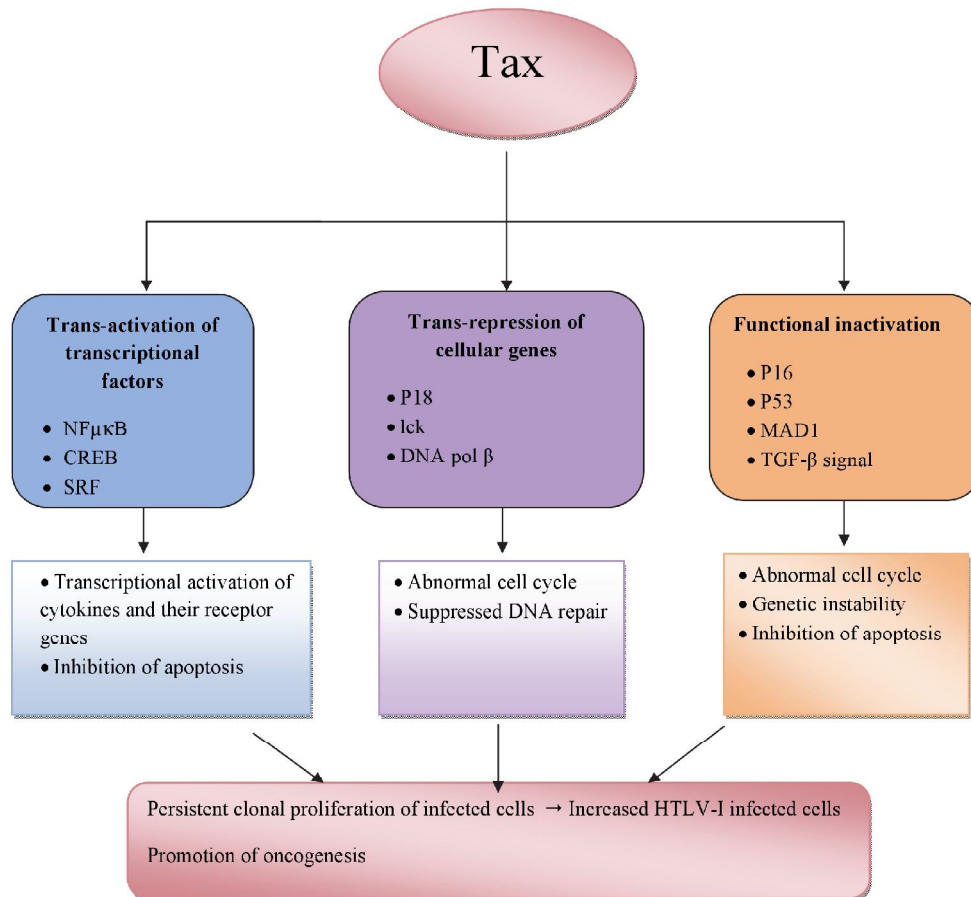 Tax
Trans-activation of
transcriptional
factors
• NFμκB
• CREB
• SRF
Trans-repression of
cellular genes
• P18
• lck
• DNA pol β
Functional inactivation
• P16
• P53
• MAD1
• TGF-β signal
• Transcriptional activation of
cytokines and their receptor
genes
• Inhibition of apoptosis
• Abnormal cell cycle
• Suppressed DNA repair
• Abnormal cell cycle
• Genetic instability
• Inhibition of apoptosis
Persistent clonal proliferation of infected cells → Increased HTLV-I infected cells
Promotion of oncogenesis